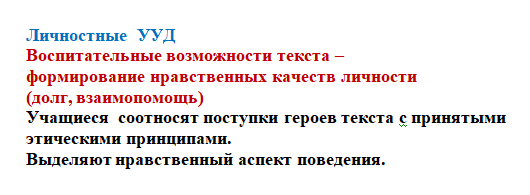 Личностные УУД
Воспитательные возможности текста –
формирование нравственных качеств личности
(долг, взаимопомощь)
Учащиеся соотносят поступки героев текста с принятыми
этическими принципами.
Выделяют нравственный аспект поведения.